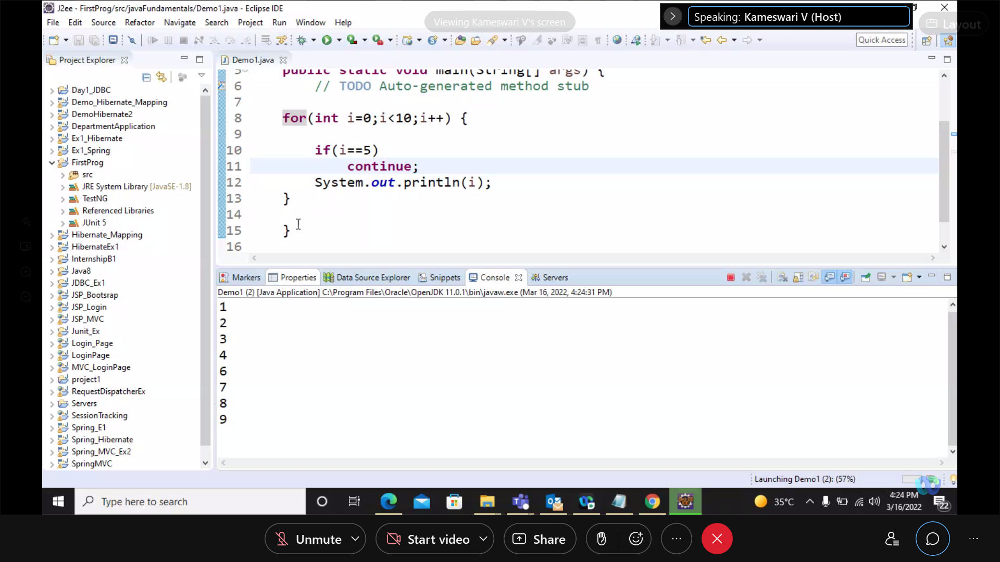 J2ee - FirstProg/src/javaFundamentals/Demo1.java - Eclipse IDE
Viewing Kameswari V's screen
Speaking: Kameswari V (Host)
Layout
File Edit Source Refactor Navigate Search Project Run Window Help
Quick Access
Project Explorer
Day1_JDBC
Demo_Hibernate_Mapping
DemoHibernate2
DepartmentApplication
Ex1_Hibernate
Ex1_Spring
FirstProg
src
JRE System Library [JavaSE-1.8]
TestNG
Referenced Libraries
JUnit 5
Hibernate_Mapping
HibernateEx1
InternshipB1
Java8
JDBC_Ex1
JSP_Bootsrap
JSP_Login
JSP_MVC
Junit_Ex
Login_Page
LoginPage
MVC_LoginPage
project1
RequestDispatcherEx
Servers
SessionTracking
Spring_E1
Spring_Hibernate
Spring_MVC_Ex2
SpringMVC
Demo1.java
5 public static void main(String[] args) {
6 // TODO Auto-generated method stub
7
8 for(int i=0;i<10;i++) {
9
10 if(i==5)
11 continue;
12 System.out.println(i);
13 }
14
15 }
16
Markers Properties Data Source Explorer Snippets Console Servers
Demo1 (2) [Java Application] C:\Program Files\Oracle\OpenJDK 11.0.1\bin\javaw.exe (Mar 16, 2022, 4:24:31 PM)
1
2
3
4
6
7
8
9
Launching Demo1 (2): (57%)
Type here to search
35°C
4:24 PM
3/16/2022
22
Unmute Start video Share